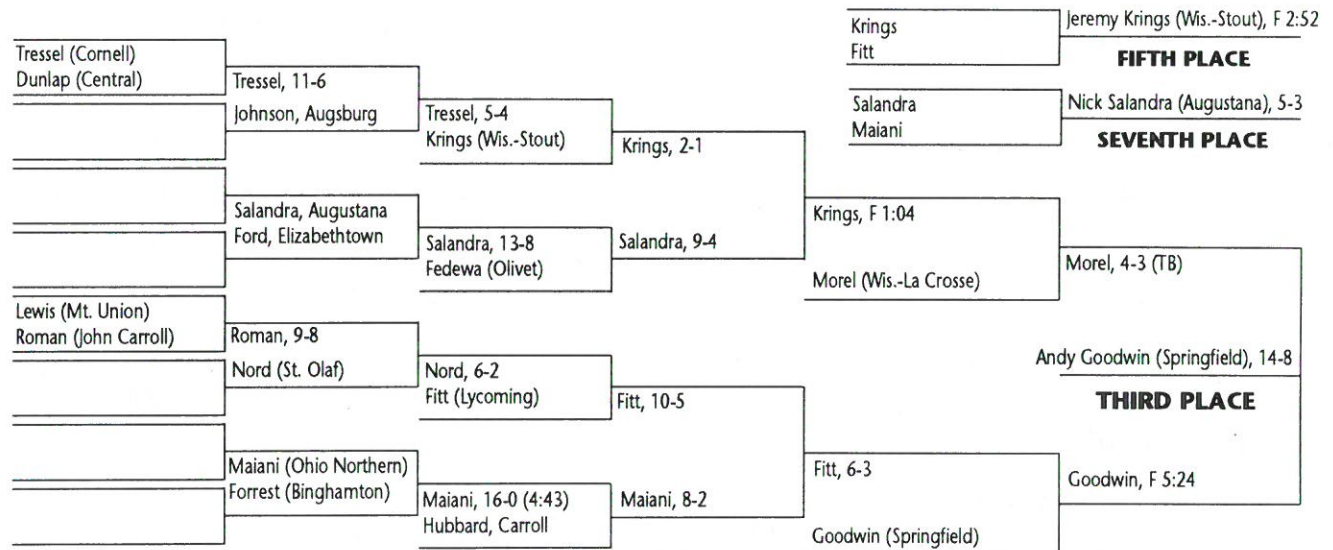 Krings
Fitt
Jeremy Krings (Wis.-Stout), F 2:52
FIFTH PLACE
Salandra
Maiani
Nick Salandra (Augustana), 5-3
SEVENTH PLACE
Tressel (Cornell)
Dunlap (Central)
Lewis (Mt. Union)
Roman (John Carroll)
Tressel, 11-6
Johnson, Augsburg
Salandra, Augustana
Ford, Elizabethtown
Roman, 9-8
Nord (St. Olaf)
Maiani (Ohio Northern)
Forrest (Binghamton)
Tressel, 5-4
Krings (Wis.-Stout)
Salandra, 13-8
Fedewa (Olivet)
Nord, 6-2
Fitt (Lycoming)
Maiani, 16-0 (4:43)
Hubbard, Carroll
Krings, 2-1
Salandra, 9-4
Fitt, 10-5
Maiani, 8-2
Krings, F 1:04
Morel (Wis.-La Crosse)
Fitt, 6-3
Goodwin (Springfield)
Morel, 4-3 (TB)
Goodwin, F 5:24
Andy Goodwin (Springfield), 14-8
THIRD PLACE